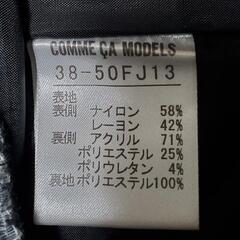 COMME ÇA MODELS
38-50FJ13
表地
表側 ナイロン 58%
レーヨン 42%
裏側 アクリル 71%
ポリエステル 25%
ポリウレタン 4%
裏地 ポリエステル100%